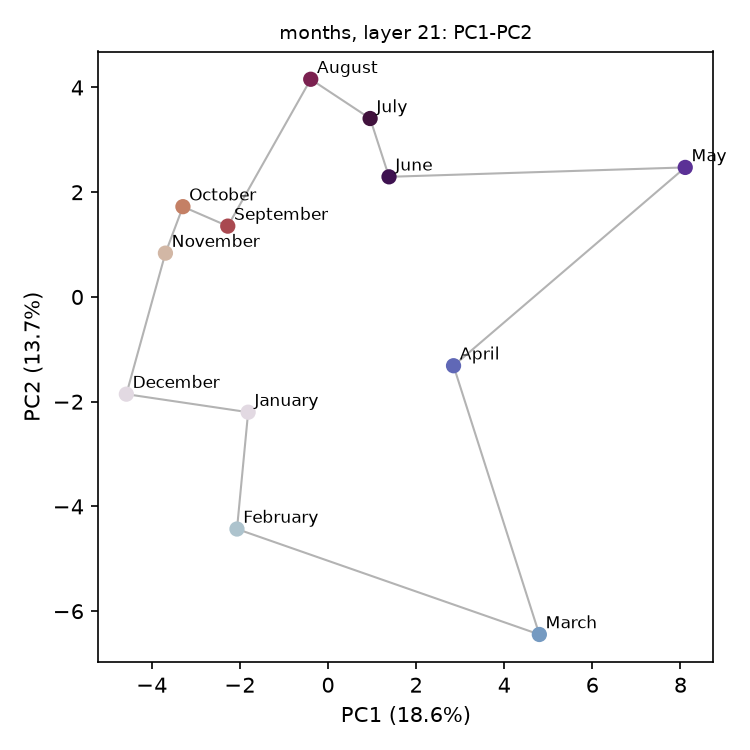 months, layer 21: PC1-PC2
August
4
July
May
June
October
2
September
November
0
PC2 (13.7%)
April
December
−2
January
February
−4
March
−6
−4
−2
0
2
4
6
8
PC1 (18.6%)